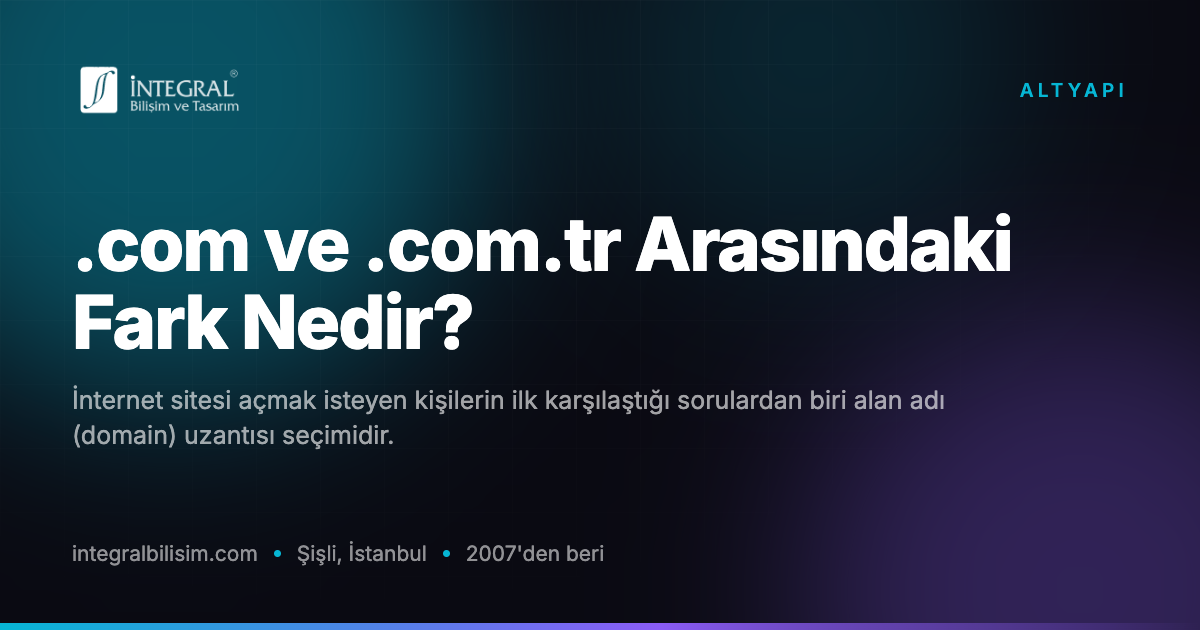 İNTEGRAL®
Bilişim ve Tasarım
ALTYAPI
.com ve .com.tr Arasındaki
Fark Nedir?
İnternet sitesi açmak isteyen kişilerin ilk karşılaştığı sorulardan biri alan adı
(domain) uzantısı seçimidir.
integralbilisim.com • Şişli, İstanbul • 2007'den beri